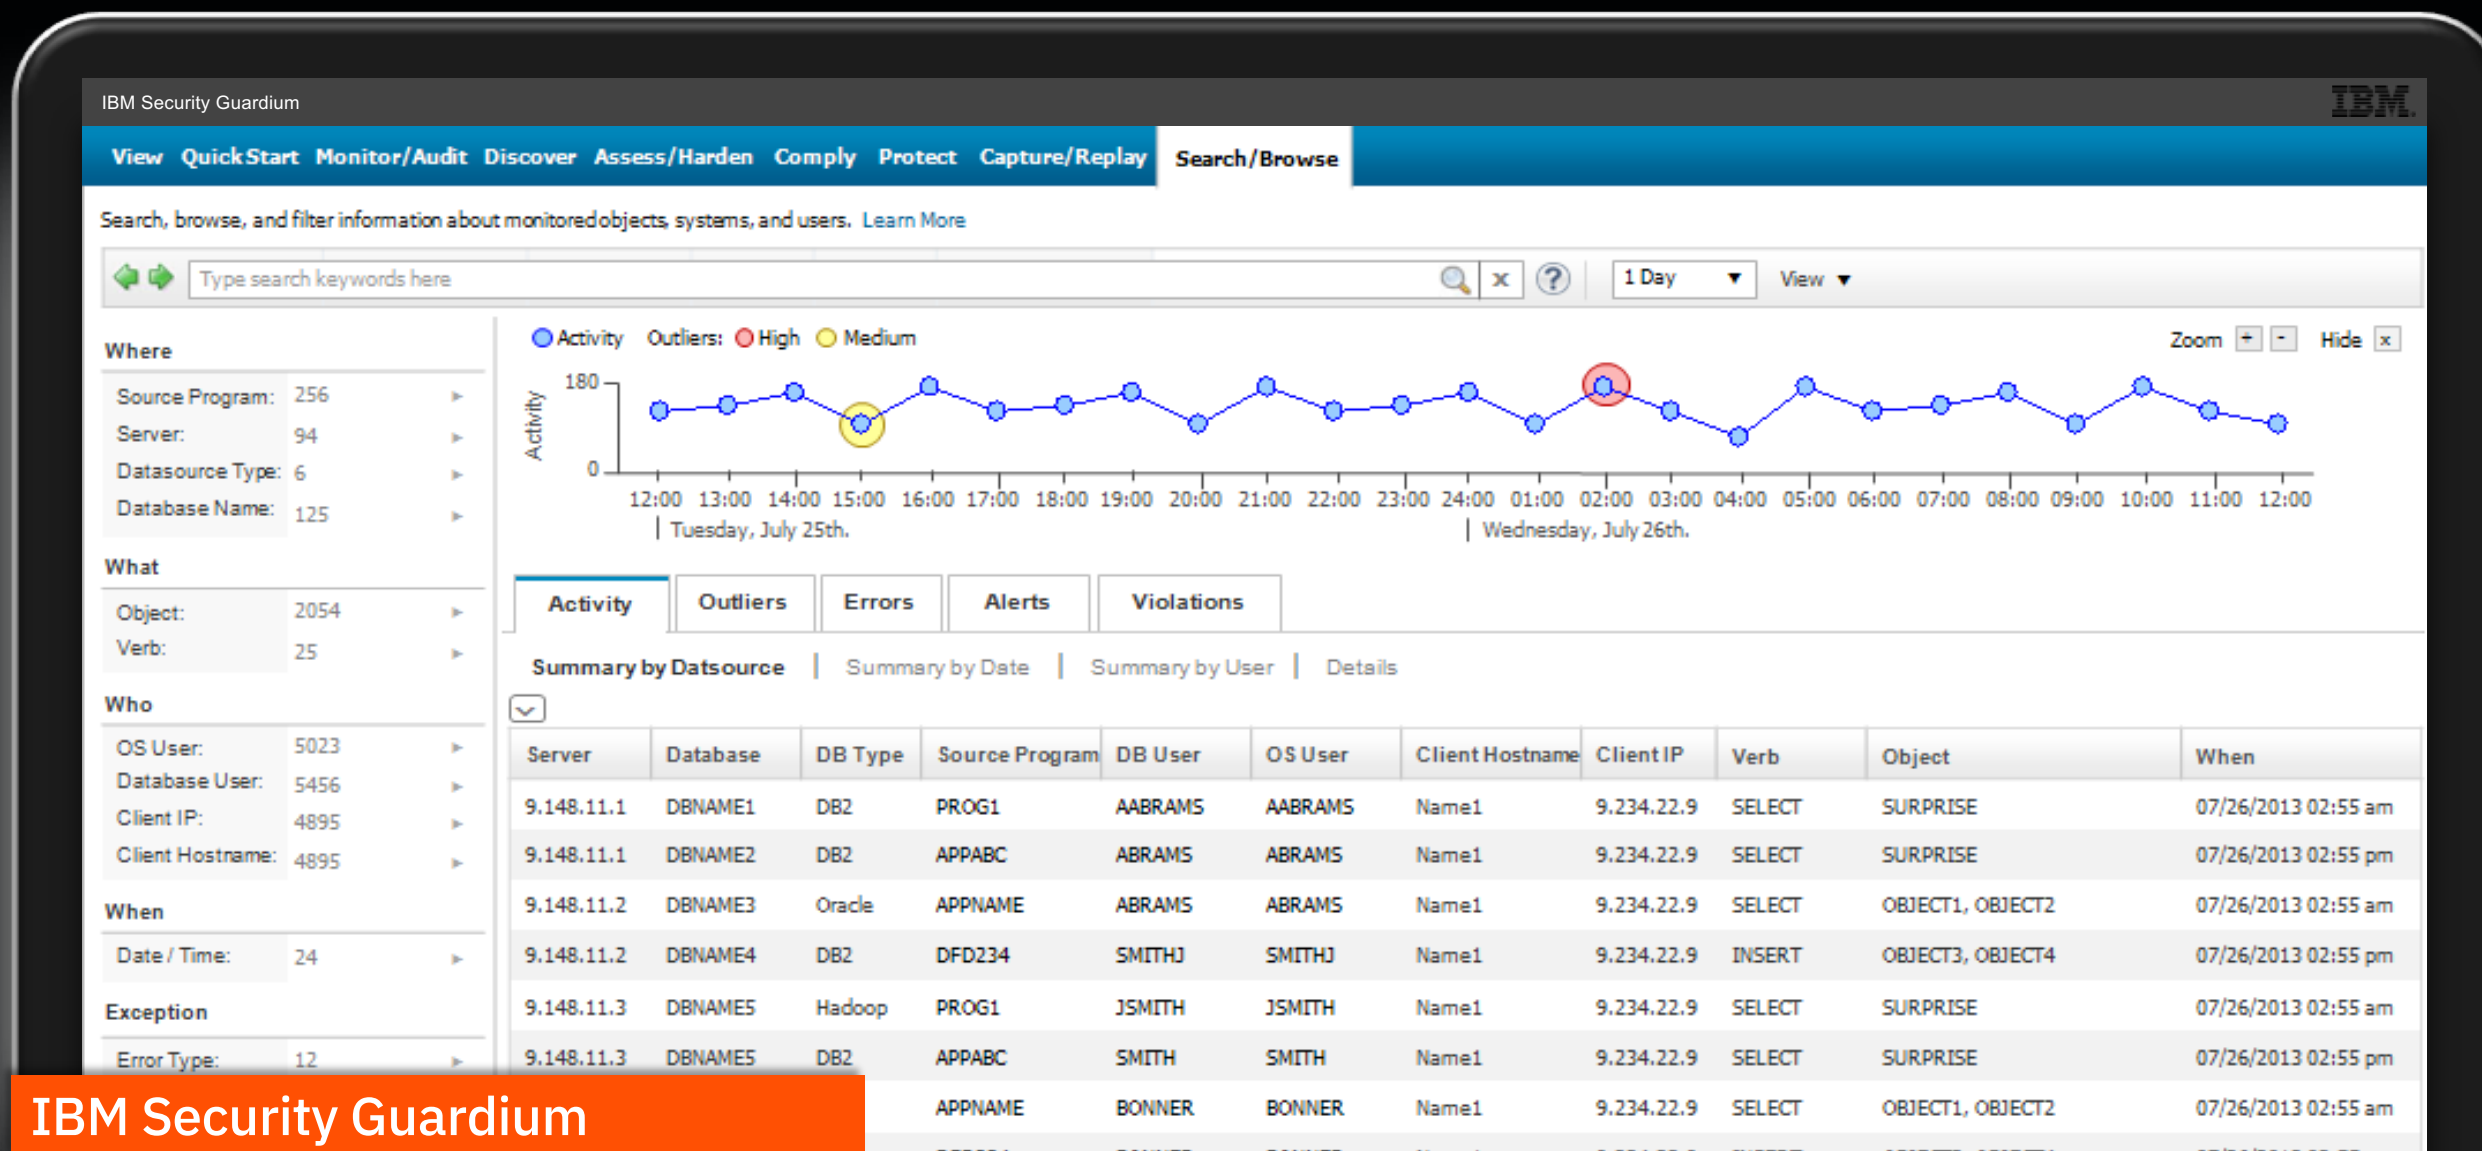 IBM Security Guardium
IBM.
View QuickStart Monitor/Audit Discover Assess/Harden Comply Protect Capture/Replay Search/Browse
Search, browse, and filter information about monitored objects, systems, and users. Learn More
Type search keywords here x ? 1 Day View
Where
Source Program: 256
Server: 94
Datasource Type: 6
Database Name: 125
What
Object: 2054
Verb: 25
Who
OS User: 5023
Database User: 5456
Client IP: 4895
Client Hostname: 4895
When
Date / Time: 24
Exception
Error Type: 12
Activity Outliers: High Medium
Zoom + - Hide x
Activity
180
0
12:00 13:00 14:00 15:00 16:00 17:00 18:00 19:00 20:00 21:00 22:00 23:00 24:00 01:00 02:00 03:00 04:00 05:00 06:00 07:00 08:00 09:00 10:00 11:00 12:00
Tuesday, July 25th. Wednesday, July 26th.
Activity Outliers Errors Alerts Violations
Summary by Datsource | Summary by Date | Summary by User | Details
Server Database DB Type Source Program DB User OS User Client Hostname Client IP Verb Object When
9.148.11.1 DBNAME1 DB2 PROG1 AABRAMS AABRAMS Name1 9.234.22.9 SELECT SURPRISE 07/26/2013 02:55 am
9.148.11.1 DBNAME2 DB2 APPABC ABRAMS ABRAMS Name1 9.234.22.9 SELECT SURPRISE 07/26/2013 02:55 pm
9.148.11.2 DBNAME3 Oracle APPNAME ABRAMS ABRAMS Name1 9.234.22.9 SELECT OBJECT1, OBJECT2 07/26/2013 02:55 am
9.148.11.2 DBNAME4 DB2 DFD234 SMITHJ SMITHJ Name1 9.234.22.9 INSERT OBJECT3, OBJECT4 07/26/2013 02:55 pm
9.148.11.3 DBNAME5 Hadoop PROG1 JSMITH JSMITH Name1 9.234.22.9 SELECT SURPRISE 07/26/2013 02:55 am
9.148.11.3 DBNAME5 DB2 APPABC SMITH SMITH Name1 9.234.22.9 SELECT SURPRISE 07/26/2013 02:55 pm
APPNAME BONNER BONNER Name1 9.234.22.9 SELECT OBJECT1, OBJECT2 07/26/2013 02:55 am
IBM Security Guardium